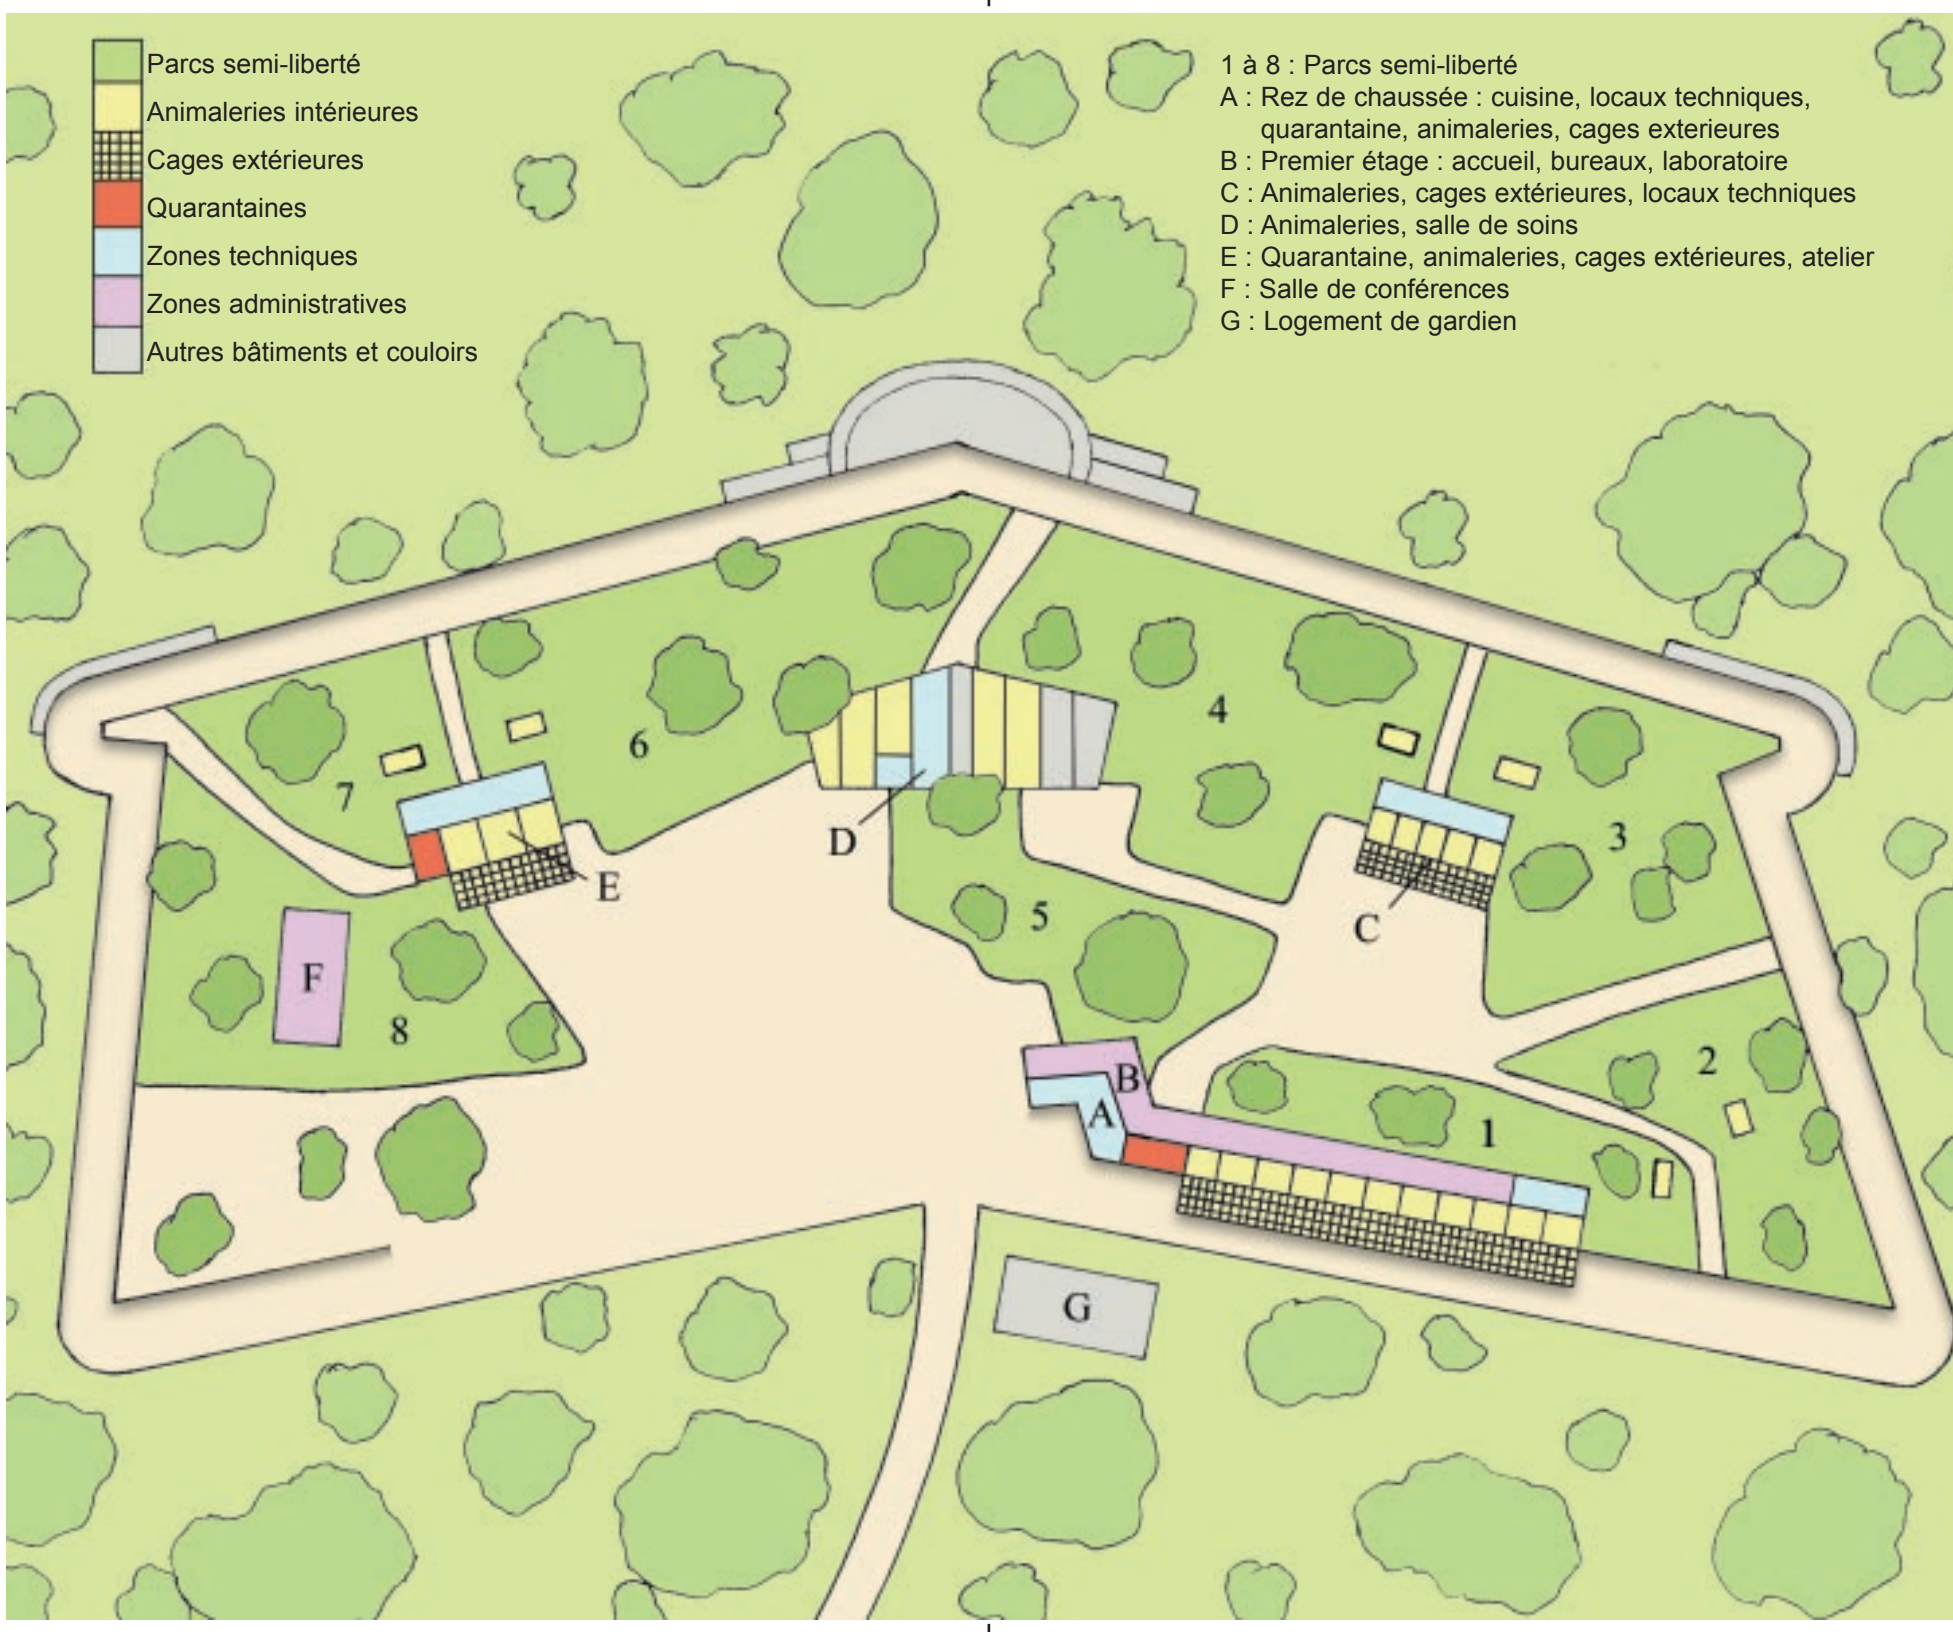 Parcs semi-liberté
Animaleries intérieures
Cages extérieures
Quarantaines
Zones techniques
Zones administratives
Autres bâtiments et couloirs
1 à 8 : Parcs semi-liberté
A : Rez de chaussée : cuisine, locaux techniques,
quarantaine, animaleries, cages exterieures
B : Premier étage : accueil, bureaux, laboratoire
C : Animaleries, cages extérieures, locaux techniques
D : Animaleries, salle de soins
E : Quarantaine, animaleries, cages extérieures, atelier
F : Salle de conférences
G : Logement de gardien
4
6
7
3
D
E
5
C
F
8
2
B
A
1
G